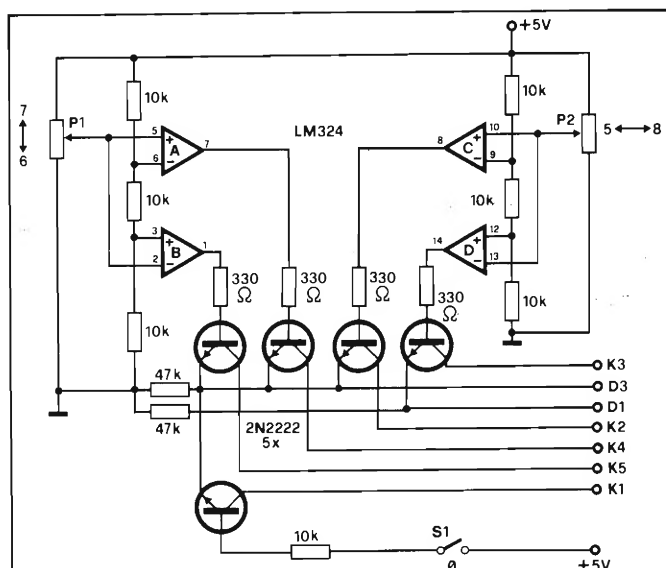 +5V
10k
10k
7
P1
LM324
P2
5 ↔ 8
6
5
+
A
7
6
-
8
C
+
10
-
9
10k
10k
3
+
B
1
2
-
14
D
+
12
-
13
330 Ω
330 Ω
330 Ω
330 Ω
10k
10k
47k
47k
2N2222
5x
K3
D3
D1
K2
K4
K5
K1
10k
S1
Ø
+5V